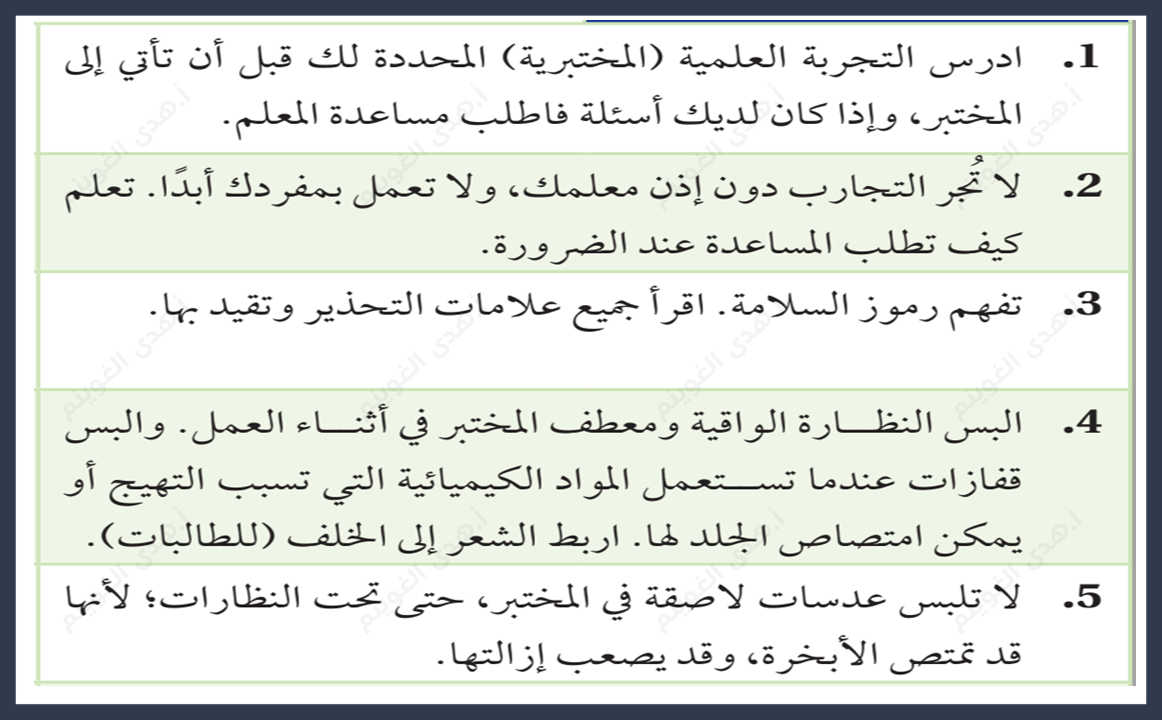 1. ادرس التجربة العلمية (المختبرية) المحددة لك قبل أن تأتي إلى
المختبر، وإذا كان لديك أسئلة فاطلب مساعدة المعلم.
2. لا تُجر التجارب دون إذن معلمك، ولا تعمل بمفردك أبدًا. تعلم
كيف تطلب المساعدة عند الضرورة.
3. تفهم رموز السلامة. اقرأ جميع علامات التحذير وتقيد بها.
4. البس النظارة الواقية ومعطف المختبر في أثناء العمل. والبس
قفازات عندما تستعمل المواد الكيميائية التي تسبب التهيج أو
يمكن امتصاص الجلد لها. اربط الشعر إلى الخلف (للطالبات).
5. لا تلبس عدسات لاصقة في المختبر، حتى تحت النظارات؛ لأنها
قد تمتص الأبخرة، وقد يصعب إزالتها.
أ.هدى الغوينم